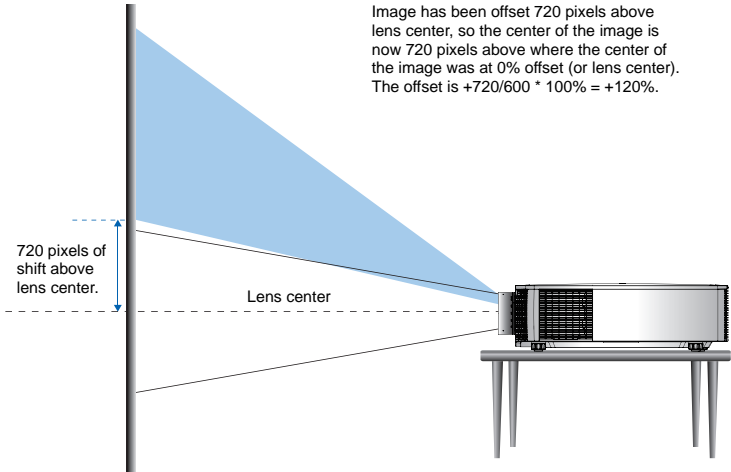 Image has been offset 720 pixels above
lens center, so the center of the image is
now 720 pixels above where the center of
the image was at 0% offset (or lens center).
The offset is +720/600 * 100% = +120%.
720 pixels of
shift above
lens center.
Lens center